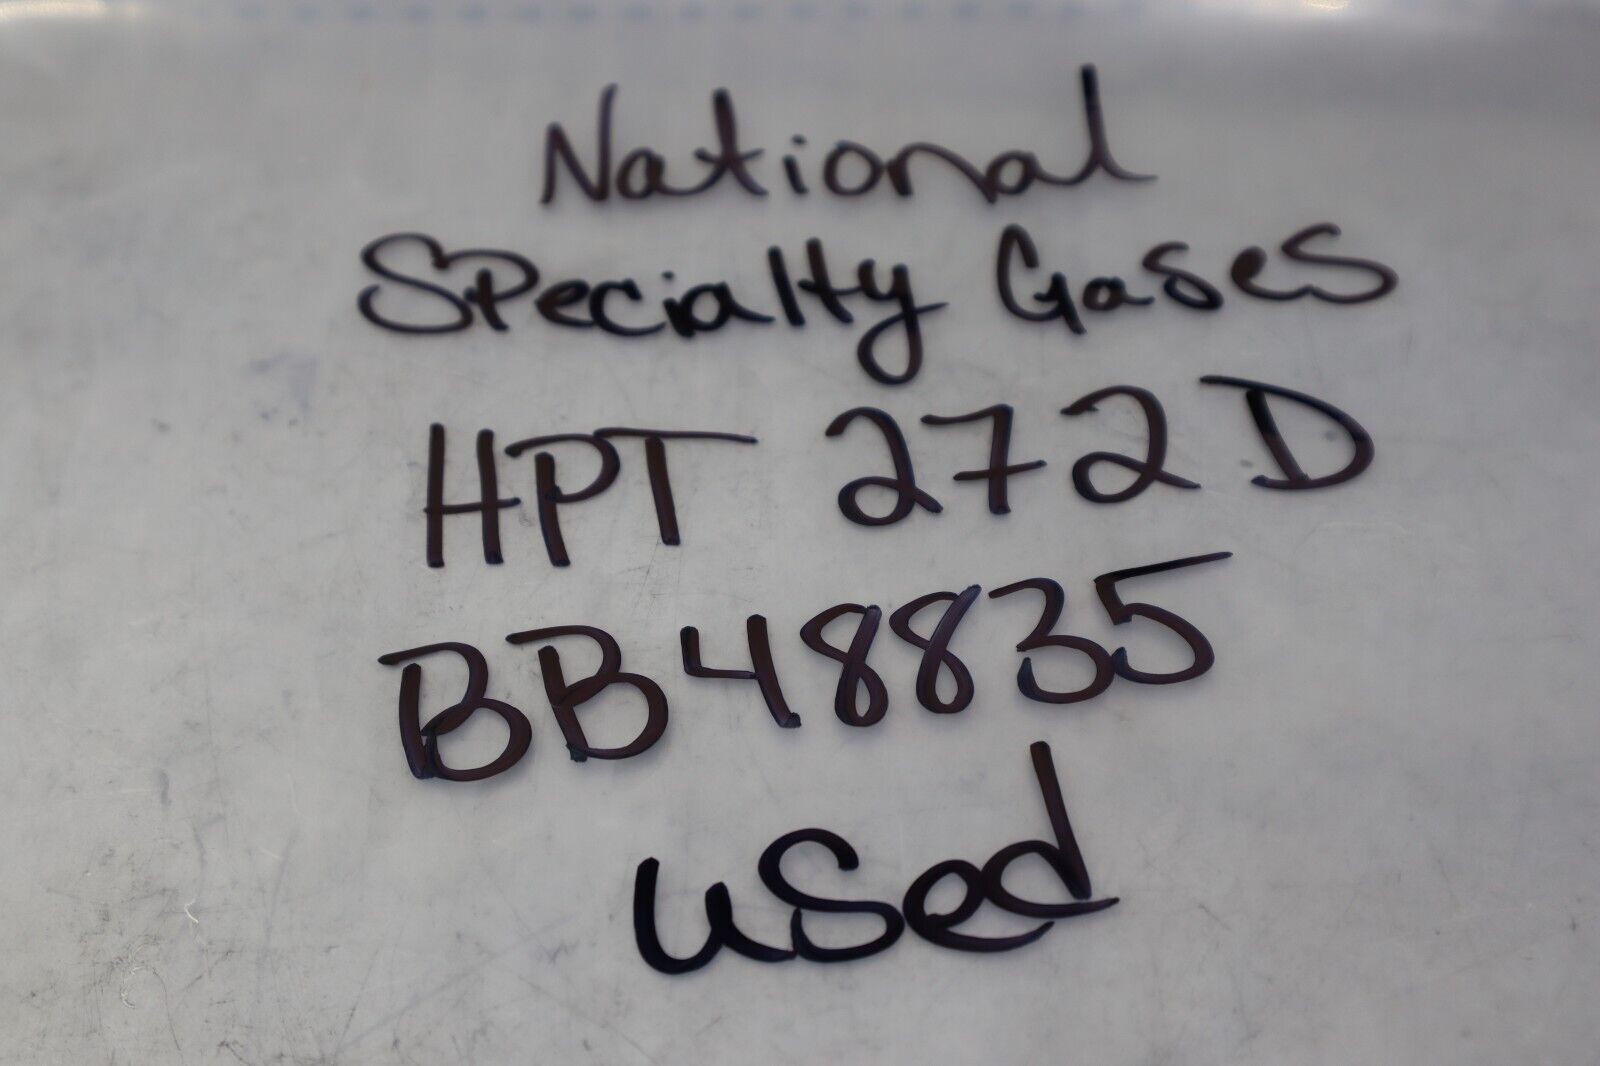 National
Specialty Gases
HPT 272D
BB48835
used